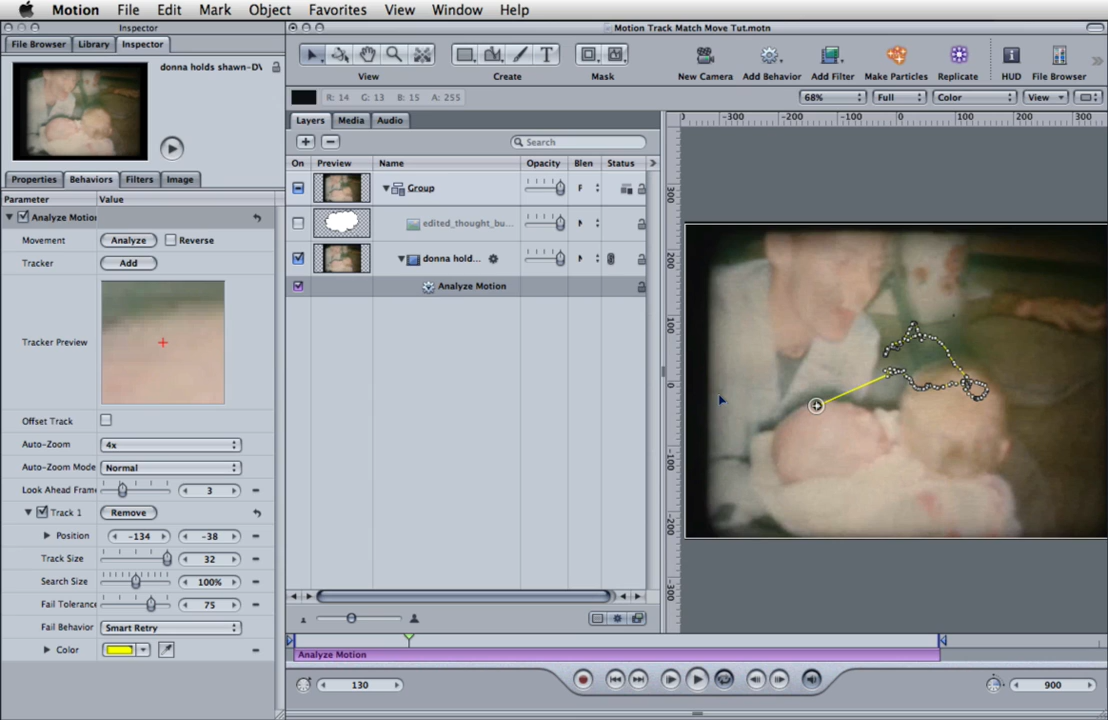 Motion File Edit Mark Object Favorites View Window Help
Inspector
Motion Track Match Move Tut.motn
File Browser Library Inspector
donna holds shawn-D\
View
Create
Mask
New Camera Add Behavior Add Filter Make Particles Replicate HUD File Browser
R: 14 G: 13 B: 15 A: 255
68% Full Color View
Layers Media Audio
Search
On Preview Name Opacity Blen Status
Properties Behaviors Filters Image
Parameter Value
Analyze Motion
Movement Analyze Reverse
Tracker Add
Tracker Preview
Offset Track
Auto-Zoom 4x
Auto-Zoom Mode Normal
Look Ahead Fram 3
Track 1 Remove
Position -134 -38
Track Size 32
Search Size 100%
Fail Tolerance 75
Fail Behavior Smart Retry
Color
Group F
edited_thought_bu...
donna hold...
Analyze Motion
-300 -200 -100 0 100 200 300
300
200
100
0
-100
-200
-300
Analyze Motion
130
900